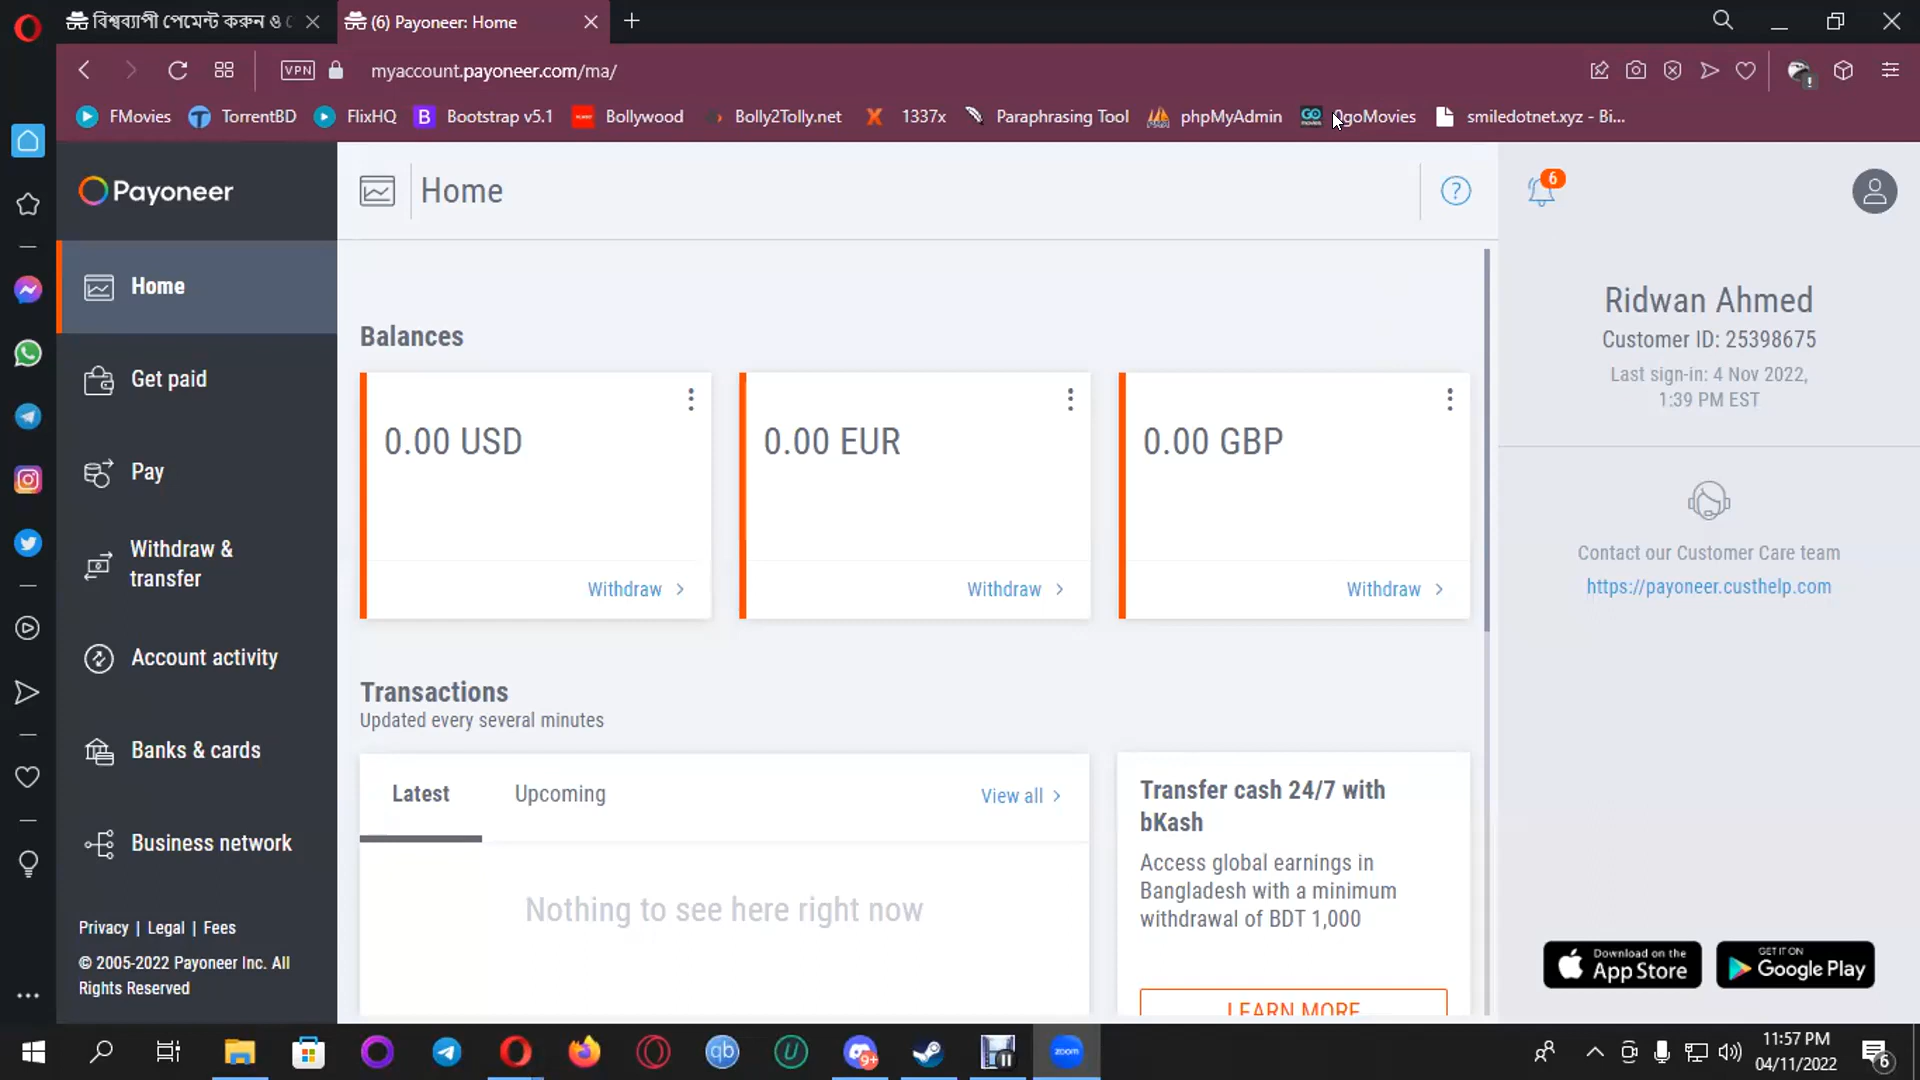 বিশ্বব্যাপী পেমেন্ট করুন ও
(6) Payoneer: Home
VPN
myaccount.payoneer.com/ma/
FMovies
TorrentBD
FlixHQ
B
Bootstrap v5.1
Bollywood
Bolly2Tolly.net
X
1337x
Paraphrasing Tool
phpMyAdmin
GO
goMovies
smiledotnet.xyz - Bi...
Payoneer
Home
?
6
Ridwan Ahmed
Customer ID: 25398675
Last sign-in: 4 Nov 2022,
1:39 PM EST
Contact our Customer Care team
https://payoneer.custhelp.com
Home
Get paid
Pay
Withdraw &
transfer
Account activity
Banks & cards
Business network
Privacy | Legal | Fees
© 2005-2022 Payoneer Inc. All
Rights Reserved
Balances
0.00 USD
Withdraw
0.00 EUR
Withdraw
0.00 GBP
Withdraw
Transactions
Updated every several minutes
Latest
Upcoming
View all
Nothing to see here right now
Transfer cash 24/7 with
bKash
Access global earnings in
Bangladesh with a minimum
withdrawal of BDT 1,000
LEARN MORE
Download on the
App Store
GET IT ON
Google Play
qb
U
9+
zoom
11:57 PM
04/11/2022
6